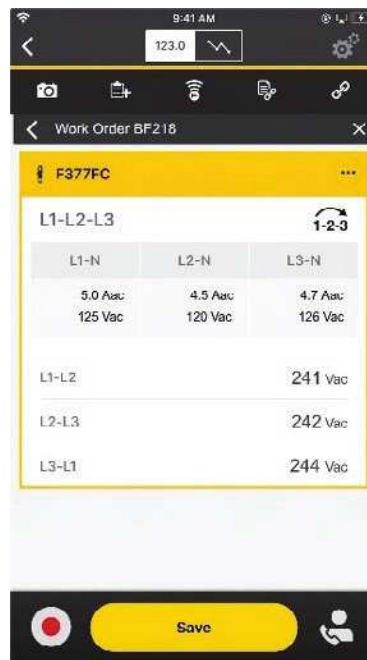 9:41 AM
123.0
Work Order BF218
F377FC
L1-L2-L3
1-2-3
L1-N L2-N L3-N
5.0 Aac 4.5 Aac 4.7 Aac
125 Vac 120 Vac 126 Vac
L1-L2 241 Vac
L2-L3 242 Vac
L3-L1 244 Vac
Save